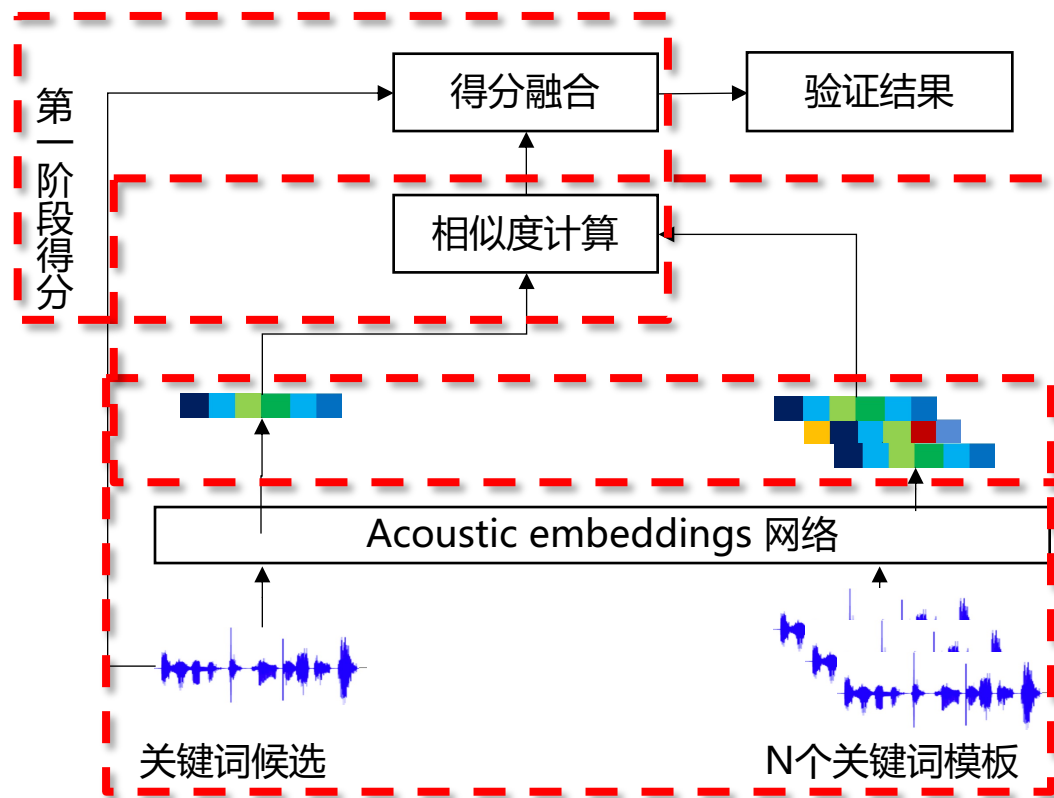 得分融合
验证结果
第一阶段得分
相似度计算
Acoustic embeddings 网络
关键词候选
N个关键词模板